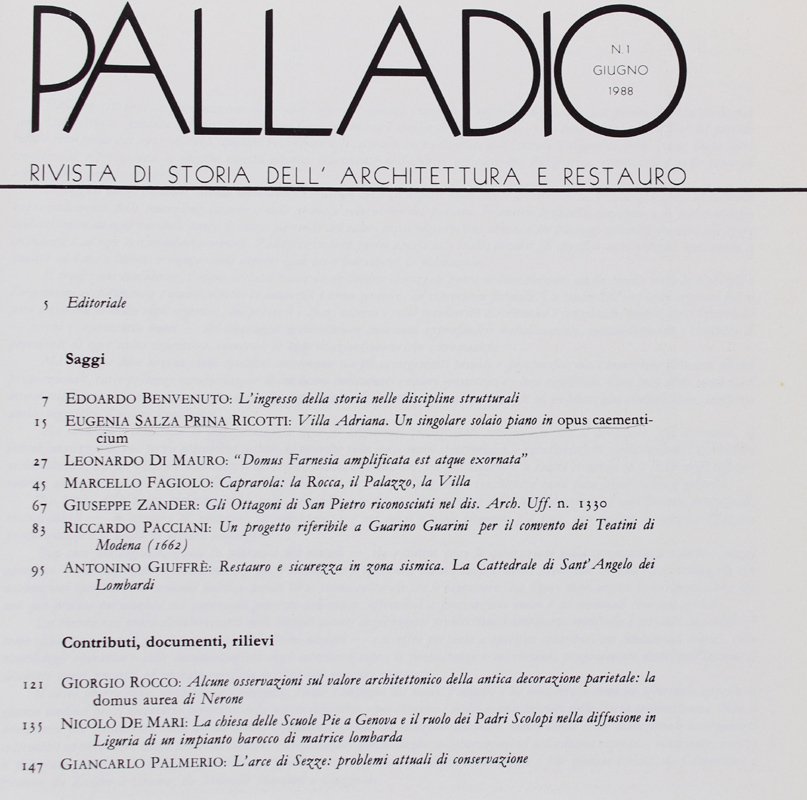 PALLADIO
N.1
GIUGNO
1988
RIVISTA DI STORIA DELL' ARCHITETTURA E RESTAURO
5 Editoriale
Saggi
7 EDOARDO BENVENUTO: L'ingresso della storia nelle discipline strutturali
15 EUGENIA SALZA PRINA RICOTTI: Villa Adriana. Un singolare solaio piano in opus caementi-
cium
27 LEONARDO DI MAURO: “Domus Farnesia amplificata est atque exornata”
45 MARCELLO FAGIOLO: Caprarola: la Rocca, il Palazzo, la Villa
67 GIUSEPPE ZANDER: Gli Ottagoni di San Pietro riconosciuti nel dis. Arch. Uff. n. 1330
83 RICCARDO PACCIANI: Un progetto riferibile a Guarino Guarini per il convento dei Teatini di
Modena (1662)
95 ANTONINO GIUFFRÈ: Restauro e sicurezza in zona sismica. La Cattedrale di Sant'Angelo dei
Lombardi
Contributi, documenti, rilievi
121 GIORGIO ROCCO: Alcune osservazioni sul valore architettonico della antica decorazione parietale: la
domus aurea di Nerone
135 NICOLÒ DE MARI: La chiesa delle Scuole Pie a Genova e il ruolo dei Padri Scolopi nella diffusione in
Liguria di un impianto barocco di matrice lombarda
147 GIANCARLO PALMERIO: L'arce di Sezze: problemi attuali di conservazione